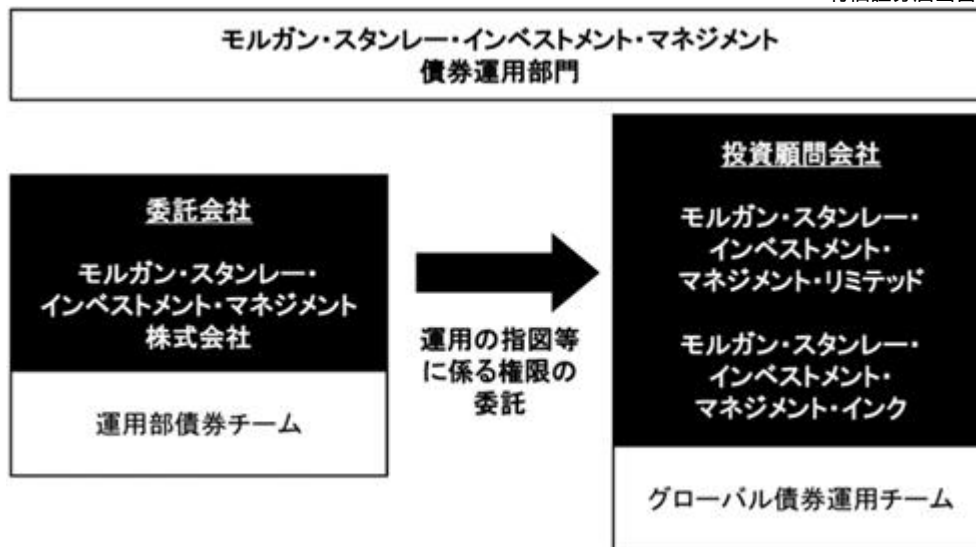 モルガン・スタンレー・インベストメント・マネジメント
債券運用部門
委託会社
モルガン・スタンレー・
インベストメント・マネジメント
株式会社
運用部債券チーム
運用の指図等
に係る権限の
委託
投資顧問会社
モルガン・スタンレー・
インベストメント・
マネジメント・リミテッド
モルガン・スタンレー・
インベストメント・
マネジメント・インク
グローバル債券運用チーム